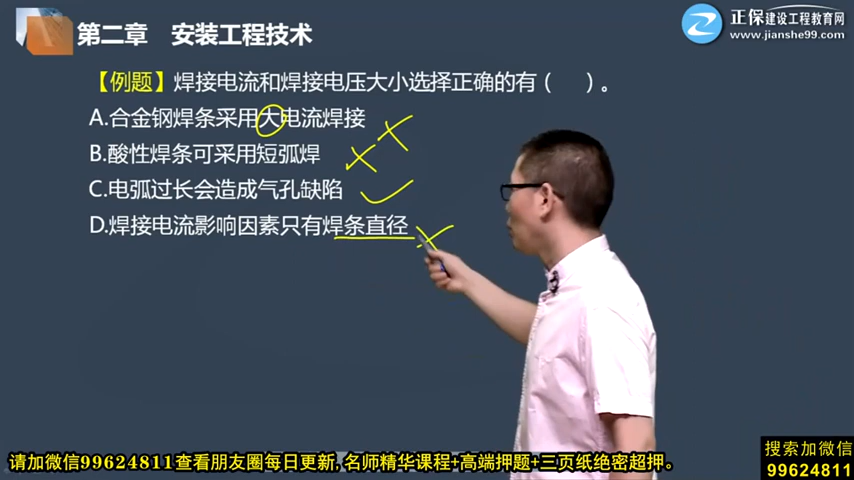 第二章 安装工程技术
正保建设工程教育网
www.jianshe99.com
【例题】焊接电流和焊接电压大小选择正确的有（ ）。
A.合金钢焊条采用大电流焊接
B.酸性焊条可采用短弧焊
C.电弧过长会造成气孔缺陷
D.焊接电流影响因素只有焊条直径
请加微信99624811查看朋友圈每日更新,名师精华课程+高端押题+三页纸绝密超押。
搜索加微信
99624811